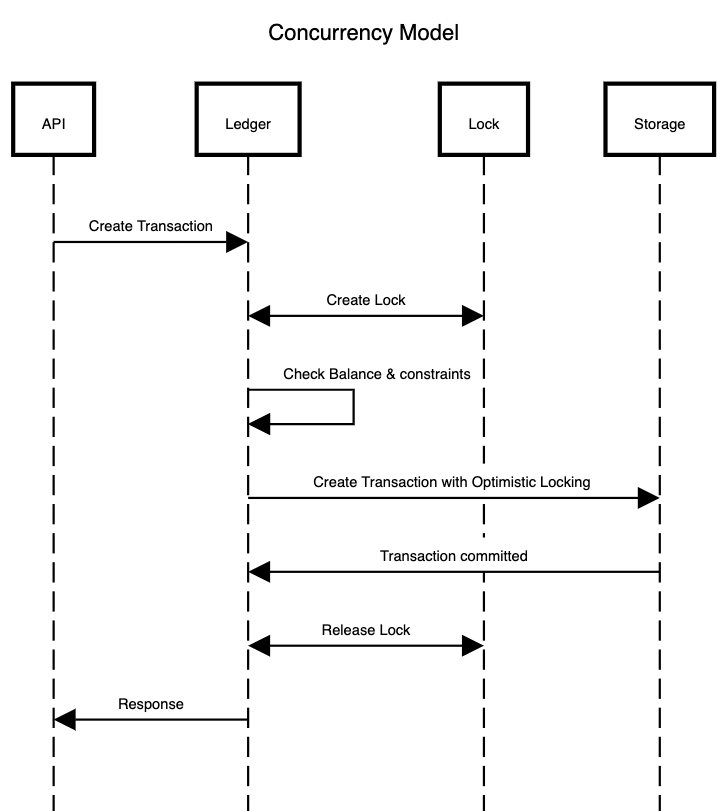 Concurrency Model
API
Ledger
Lock
Storage
Create Transaction
Create Lock
Check Balance & constraints
Create Transaction with Optimistic Locking
Transaction committed
Release Lock
Response